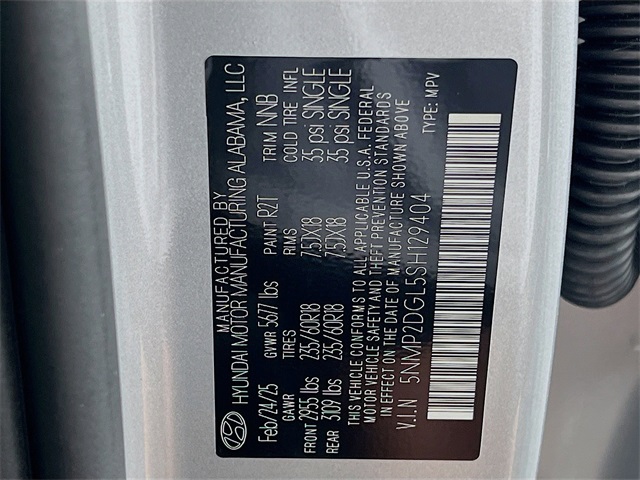 MANUFACTURED BY
HYUNDAI MOTOR MANUFACTURING ALABAMA, LLC
Feb/24/25 GVWR 5677 lbs PAINT R2T TRIM NNB
GAWR TIRES RIMS COLD TIRE INFL
FRONT 2955 lbs 235/60R18 7.5JX18 35 psi SINGLE
REAR 3109 lbs 235/60R18 7.5JX18 35 psi SINGLE
THIS VEHICLE CONFORMS TO ALL APPLICABLE U.S.A. FEDERAL
MOTOR VEHICLE SAFETY AND THEFT PREVENTION STANDARDS
IN EFFECT ON THE DATE OF MANUFACTURE SHOWN ABOVE
V.I.N 5NMP2DGL5SH129404 TYPE: MPV